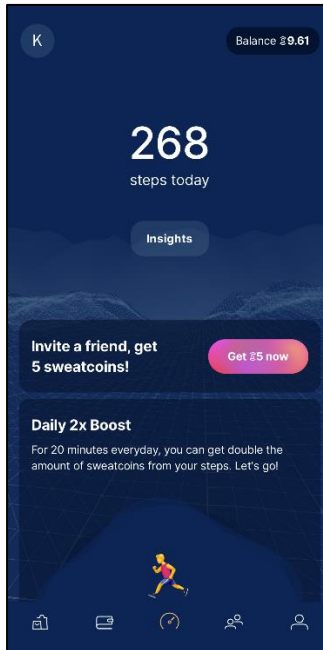 K
Balance 9.61
268
steps today
Insights
Invite a friend, get
5 sweatcoins!
Get 5 now
Daily 2x Boost
For 20 minutes everyday, you can get double the
amount of sweatcoins from your steps. Let's go!